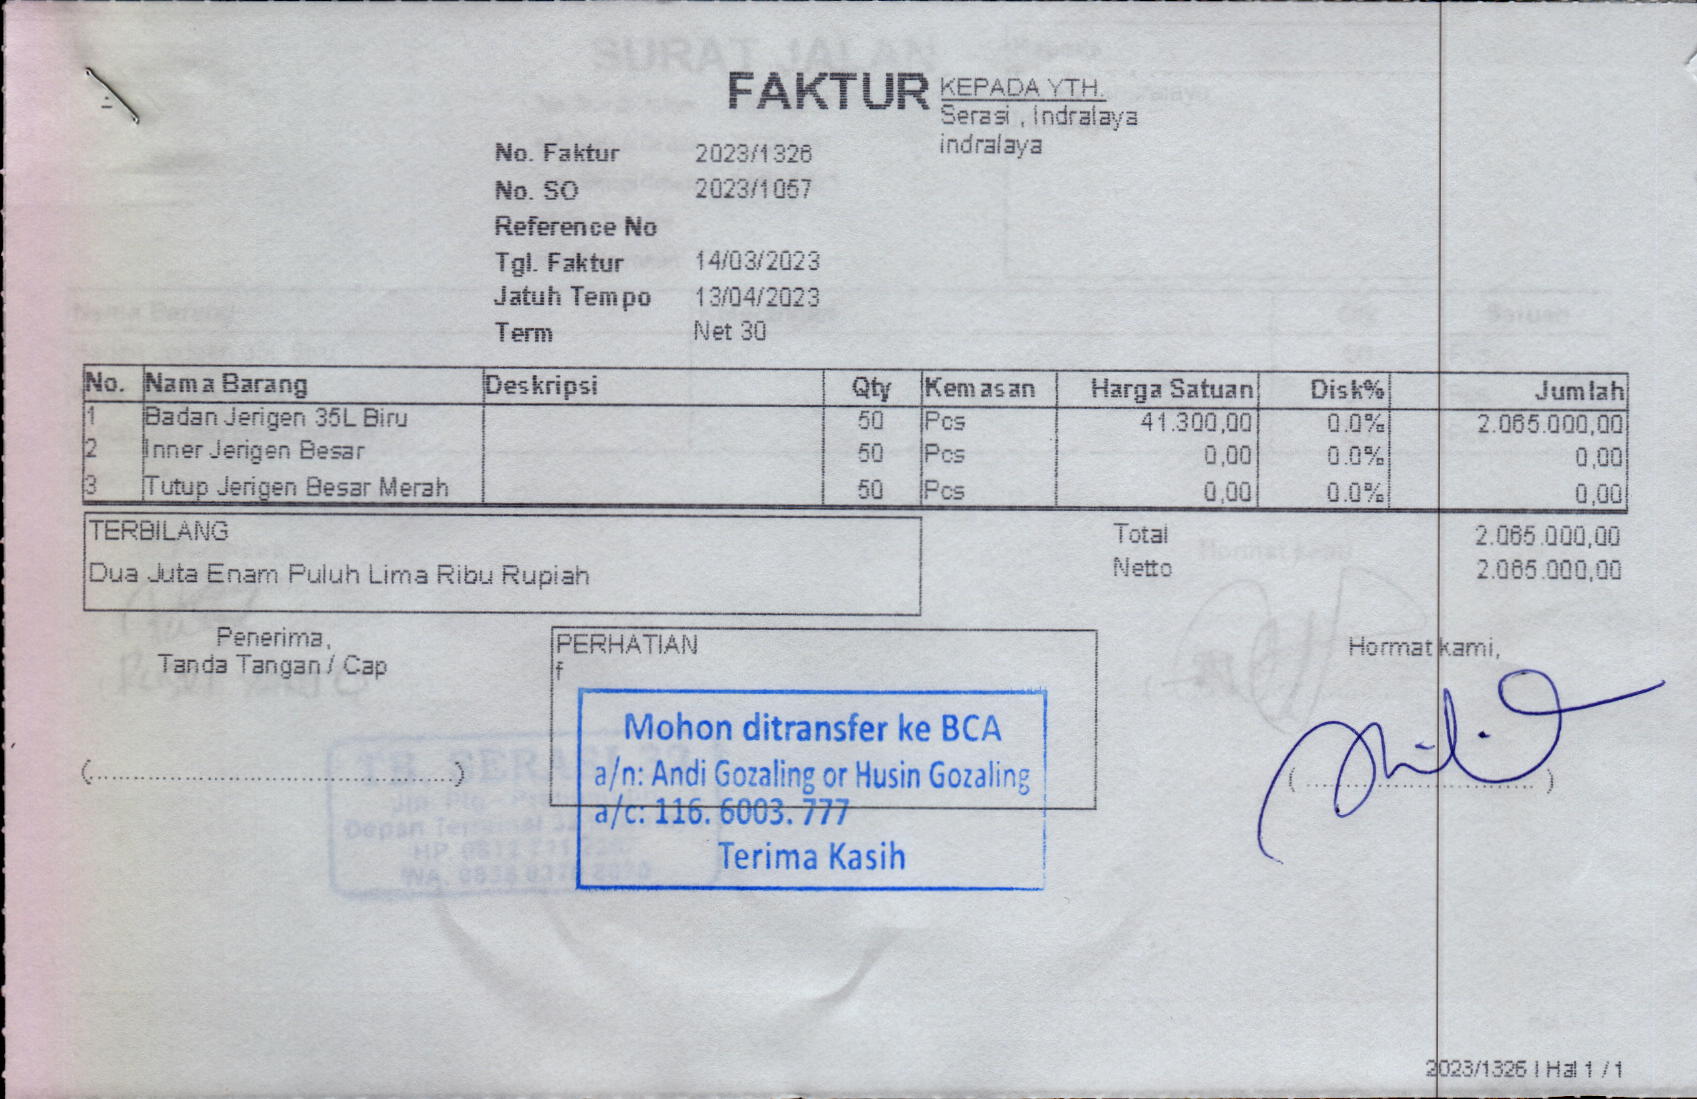 FAKTUR
KEPADA YTH.
Serasi , Indralaya
indralaya
No. Faktur 2023/1326
No. SO 2023/1057
Reference No
Tgl. Faktur 14/03/2023
Jatuh Tempo 13/04/2023
Term Net 30
No. Nama Barang Deskripsi Qty Kemasan Harga Satuan Disk% Jumlah
1 Badan Jerigen 35L Biru 50 Pcs 41.300,00 0.0% 2.065.000,00
2 Inner Jerigen Besar 50 Pcs 0,00 0.0% 0,00
3 Tutup Jerigen Besar Merah 50 Pcs 0,00 0.0% 0,00
TERBILANG
Dua Juta Enam Puluh Lima Ribu Rupiah
Total 2.065.000,00
Netto 2.065.000,00
Penerima,
Tanda Tangan / Cap
PERHATIAN
f
Mohon ditransfer ke BCA
a/n: Andi Gozaling or Husin Gozaling
a/c: 116. 6003. 777
Terima Kasih
Hormat kami,
2023/1326 | Hal 1 / 1